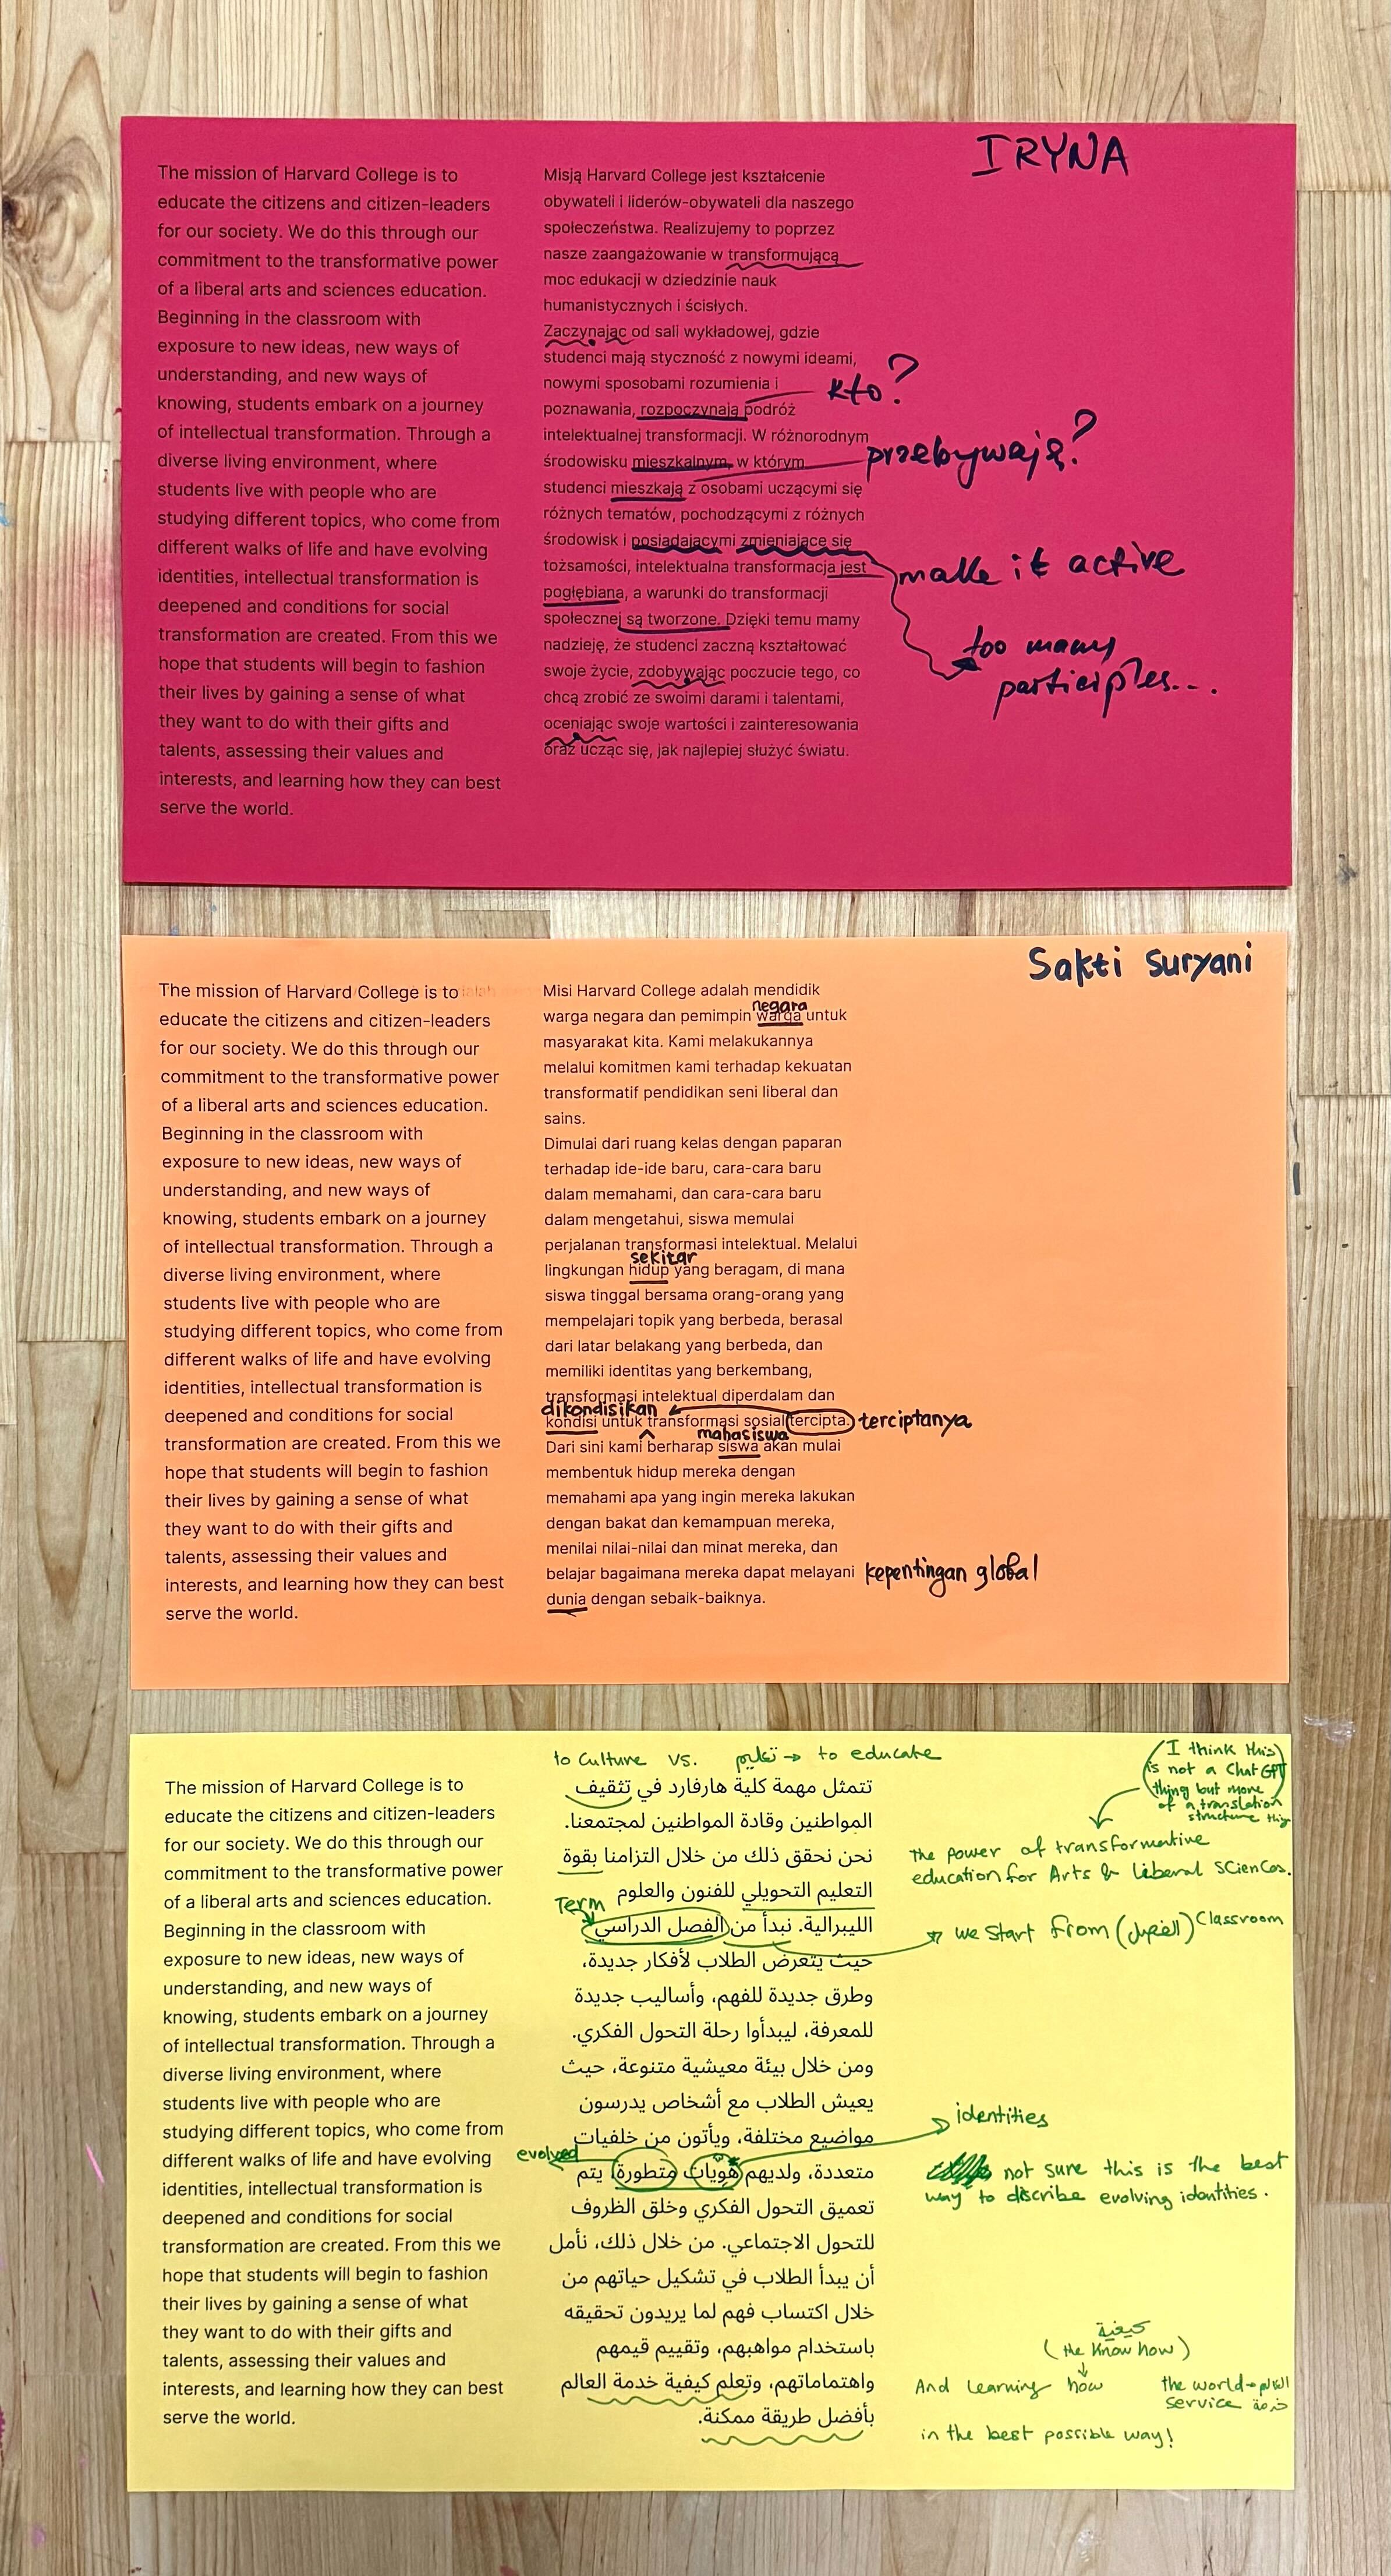 IRYNA
The mission of Harvard College is to
educate the citizens and citizen-leaders
for our society. We do this through our
commitment to the transformative power
of a liberal arts and sciences education.
Beginning in the classroom with
exposure to new ideas, new ways of
understanding, and new ways of
knowing, students embark on a journey
of intellectual transformation. Through a
diverse living environment, where
students live with people who are
studying different topics, who come from
different walks of life and have evolving
identities, intellectual transformation is
deepened and conditions for social
transformation are created. From this we
hope that students will begin to fashion
their lives by gaining a sense of what
they want to do with their gifts and
talents, assessing their values and
interests, and learning how they can best
serve the world.
Misją Harvard College jest kształcenie
obywateli i liderów-obywateli dla naszego
społeczeństwa. Realizujemy to poprzez
nasze zaangażowanie w transformującą
moc edukacji w dziedzinie nauk
humanistycznych i ścisłych.
Zaczynając od sali wykładowej, gdzie
studenci mają styczność z nowymi ideami,
nowymi sposobami rozumienia i
poznawania, rozpoczynają podróż
intelektualnej transformacji. W różnorodnym
środowisku mieszkalnym, w którym
studenci mieszkają z osobami uczącymi się
różnych tematów, pochodzącymi z różnych
środowisk i posiadającymi zmieniające się
tożsamości, intelektualna transformacja jest
pogłębiana, a warunki do transformacji
społecznej są tworzone. Dzięki temu mamy
nadzieję, że studenci zaczną kształtować
swoje życie, zdobywając poczucie tego, co
chcą zrobić ze swoimi darami i talentami,
oceniając swoje wartości i zainteresowania
oraz ucząc się, jak najlepiej służyć światu.
kto?
przebywają?
make it active
too many
participles...
Sakti Suryani
The mission of Harvard College is to
educate the citizens and citizen-leaders
for our society. We do this through our
commitment to the transformative power
of a liberal arts and sciences education.
Beginning in the classroom with
exposure to new ideas, new ways of
understanding, and new ways of
knowing, students embark on a journey
of intellectual transformation. Through a
diverse living environment, where
students live with people who are
studying different topics, who come from
different walks of life and have evolving
identities, intellectual transformation is
deepened and conditions for social
transformation are created. From this we
hope that students will begin to fashion
their lives by gaining a sense of what
they want to do with their gifts and
talents, assessing their values and
interests, and learning how they can best
serve the world.
Misi Harvard College adalah mendidik
negara
warga negara dan pemimpin warga untuk
masyarakat kita. Kami melakukannya
melalui komitmen kami terhadap kekuatan
transformatif pendidikan seni liberal dan
sains.
Dimulai dari ruang kelas dengan paparan
terhadap ide-ide baru, cara-cara baru
dalam memahami, dan cara-cara baru
dalam mengetahui, siswa memulai
perjalanan transformasi intelektual. Melalui
sekitar
lingkungan hidup yang beragam, di mana
siswa tinggal bersama orang-orang yang
mempelajari topik yang berbeda, berasal
dari latar belakang yang berbeda, dan
memiliki identitas yang berkembang,
transformasi intelektual diperdalam dan
dikondisikan
kondisi untuk transformasi sosial tercipta. terciptanya
mahasiswa
Dari sini kami berharap siswa akan mulai
membentuk hidup mereka dengan
memahami apa yang ingin mereka lakukan
dengan bakat dan kemampuan mereka,
menilai nilai-nilai dan minat mereka, dan
belajar bagaimana mereka dapat melayani kepentingan global
dunia dengan sebaik-baiknya.
The mission of Harvard College is to
educate the citizens and citizen-leaders
for our society. We do this through our
commitment to the transformative power
of a liberal arts and sciences education.
Beginning in the classroom with
exposure to new ideas, new ways of
understanding, and new ways of
knowing, students embark on a journey
of intellectual transformation. Through a
diverse living environment, where
students live with people who are
studying different topics, who come from
different walks of life and have evolving
identities, intellectual transformation is
deepened and conditions for social
transformation are created. From this we
hope that students will begin to fashion
their lives by gaining a sense of what
they want to do with their gifts and
talents, assessing their values and
interests, and learning how they can best
serve the world.
to Culture vs. تعليم → to educate
تتمثل مهمة كلية هارفارد في تثقيف
المواطنين وقادة المواطنين لمجتمعنا.
نحن نحقق ذلك من خلال التزامنا بقوة
التعليم التحويلي للفنون والعلوم
Term
الليبرالية. نبدأ من الفصل الدراسي
حيث يتعرض الطلاب لأفكار جديدة،
وطرق جديدة للفهم، وأساليب جديدة
للمعرفة، ليبدأوا رحلة التحول الفكري.
ومن خلال بيئة معيشية متنوعة، حيث
يعيش الطلاب مع أشخاص يدرسون
مواضيع مختلفة، ويأتون من خلفيات
evolved
متعددة، ولديهم هويات متطورة يتم
تعميق التحول الفكري وخلق الظروف
للتحول الاجتماعي. من خلال ذلك، نأمل
أن يبدأ الطلاب في تشكيل حياتهم من
خلال اكتساب فهم لما يريدون تحقيقه
باستخدام مواهبهم، وتقييم قيمهم
واهتماماتهم، وتعلم كيفية خدمة العالم
بأفضل طريقة ممكنة.
(I think this
is not a ChatGPT
thing but more
of a translation
structure thing
the power of transformative
education for Arts & Liberal Sciences.
we start from (الفصل) Classroom
identities
not sure this is the best
way to discribe evolving identities.
كيفية
(the know how)
And learning how
the world → العالم
service خدمة
in the best possible way!